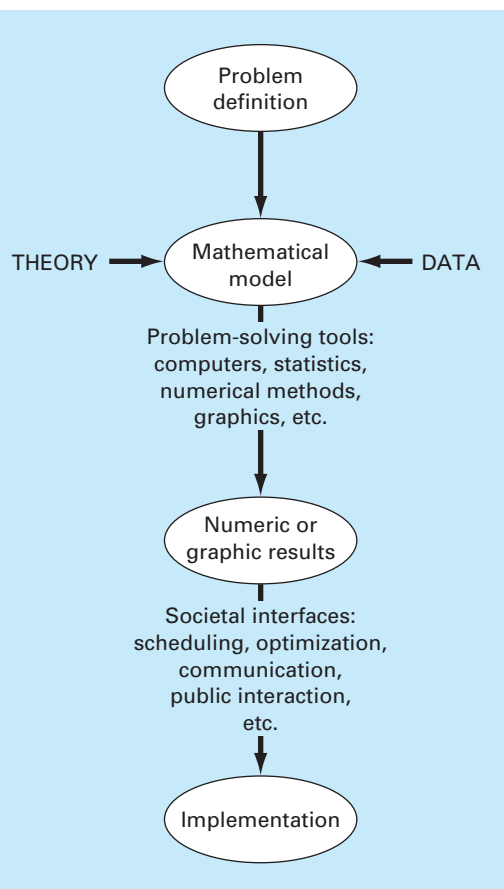 Problem
definition
THEORY
Mathematical
model
DATA
Problem-solving tools:
computers, statistics,
numerical methods,
graphics, etc.
Numeric or
graphic results
Societal interfaces:
scheduling, optimization,
communication,
public interaction,
etc.
Implementation